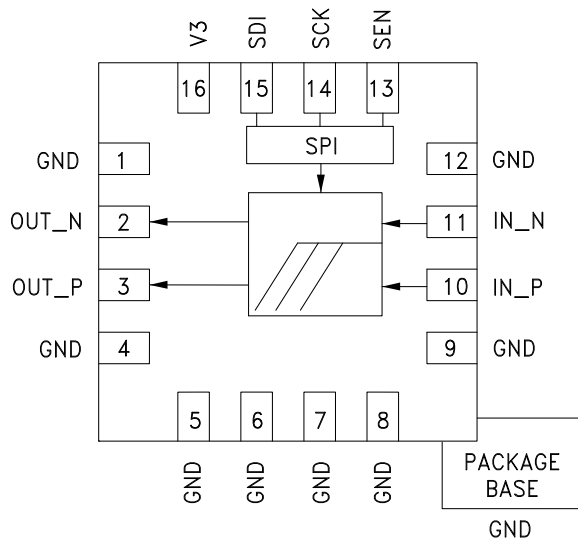 V3 SDI SCK SEN
16 15 14 13
SPI
GND 1 12 GND
OUT_N 2 11 IN_N
OUT_P 3 10 IN_P
GND 4 9 GND
5 6 7 8
GND GND GND GND
PACKAGE
BASE
GND